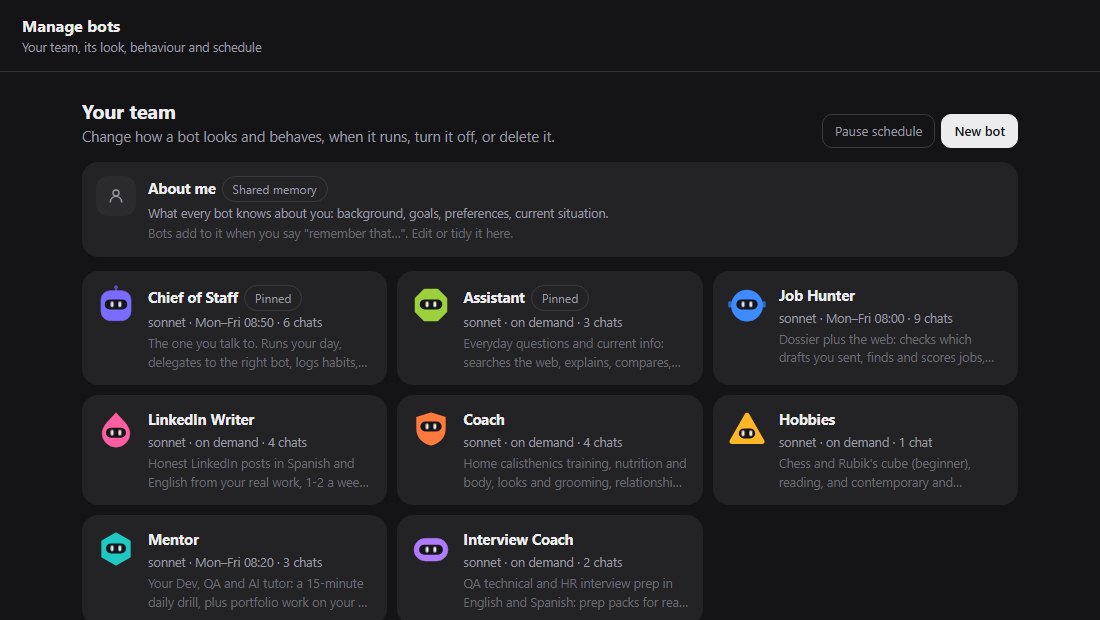 Manage bots
Your team, its look, behaviour and schedule
Your team
Change how a bot looks and behaves, when it runs, turn it off, or delete it.
Pause schedule
New bot
About me
Shared memory
What every bot knows about you: background, goals, preferences, current situation.
Bots add to it when you say "remember that...". Edit or tidy it here.
Chief of Staff
Pinned
sonnet · Mon–Fri 08:50 · 6 chats
The one you talk to. Runs your day,
delegates to the right bot, logs habits,...
Assistant
Pinned
sonnet · on demand · 3 chats
Everyday questions and current info:
searches the web, explains, compares,...
Job Hunter
sonnet · Mon–Fri 08:00 · 9 chats
Dossier plus the web: checks which
drafts you sent, finds and scores jobs,...
LinkedIn Writer
sonnet · on demand · 4 chats
Honest LinkedIn posts in Spanish and
English from your real work, 1-2 a wee...
Coach
sonnet · on demand · 4 chats
Home calisthenics training, nutrition and
body, looks and grooming, relationshi...
Hobbies
sonnet · on demand · 1 chat
Chess and Rubik's cube (beginner),
reading, and contemporary and...
Mentor
sonnet · Mon–Fri 08:20 · 3 chats
Your Dev, QA and AI tutor: a 15-minute
daily drill, plus portfolio work on your ...
Interview Coach
sonnet · on demand · 2 chats
QA technical and HR interview prep in
English and Spanish: prep packs for rea...